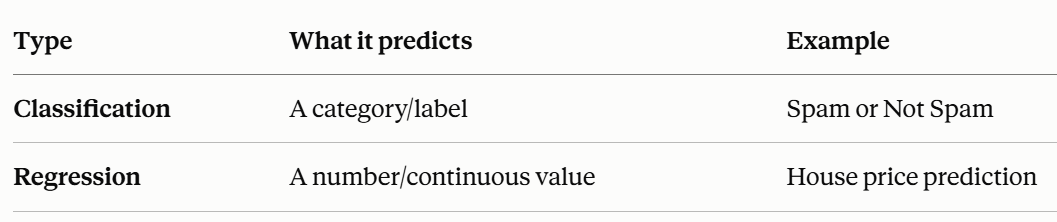 Type What it predicts Example
Classification A category/label Spam or Not Spam
Regression A number/continuous value House price prediction